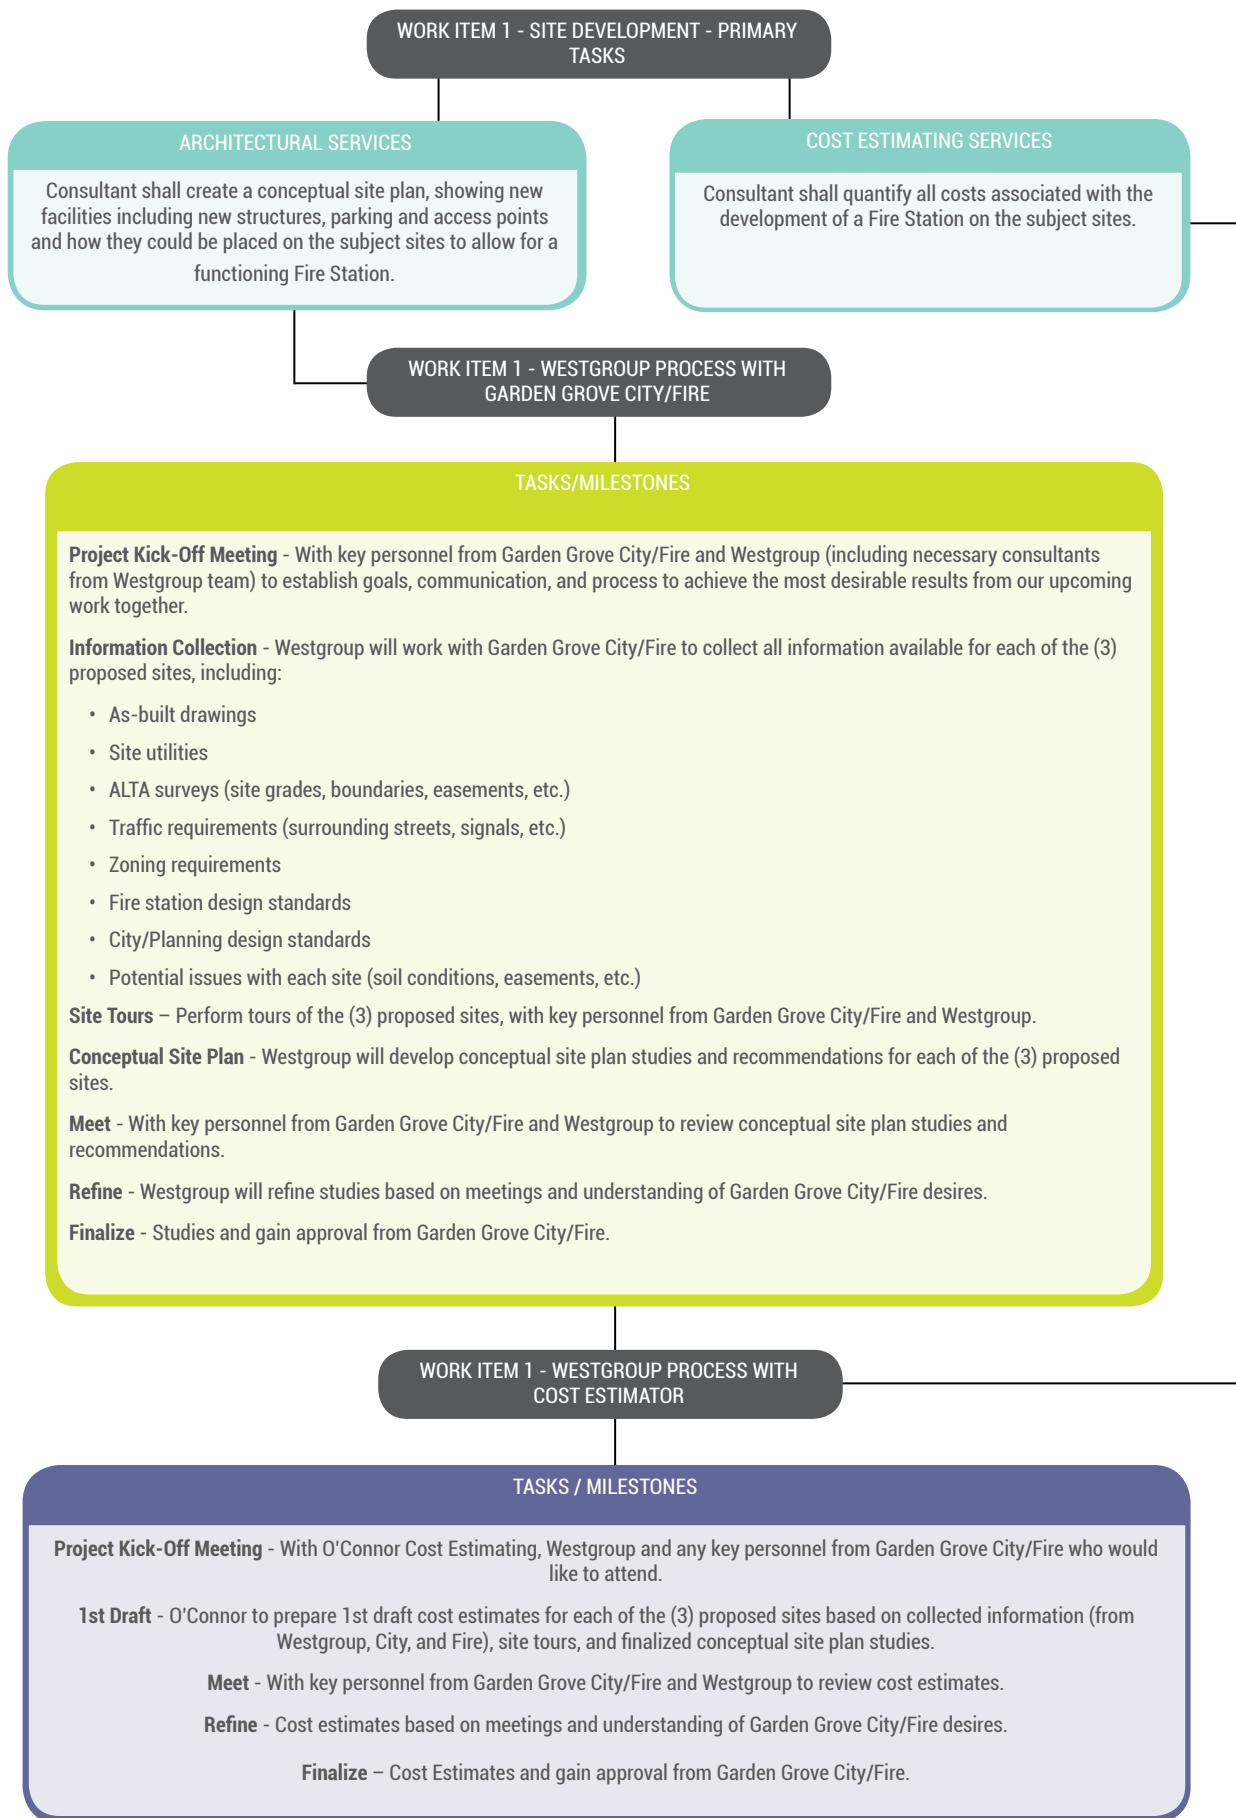 WORK ITEM 1 - SITE DEVELOPMENT - PRIMARY
TASKS
ARCHITECTURAL SERVICES
Consultant shall create a conceptual site plan, showing new
facilities including new structures, parking and access points
and how they could be placed on the subject sites to allow for a
functioning Fire Station.
COST ESTIMATING SERVICES
Consultant shall quantify all costs associated with the
development of a Fire Station on the subject sites.
WORK ITEM 1 - WESTGROUP PROCESS WITH
GARDEN GROVE CITY/FIRE
TASKS/MILESTONES
Project Kick-Off Meeting - With key personnel from Garden Grove City/Fire and Westgroup (including necessary consultants
from Westgroup team) to establish goals, communication, and process to achieve the most desirable results from our upcoming
work together.
Information Collection - Westgroup will work with Garden Grove City/Fire to collect all information available for each of the (3)
proposed sites, including:
• As-built drawings
• Site utilities
• ALTA surveys (site grades, boundaries, easements, etc.)
• Traffic requirements (surrounding streets, signals, etc.)
• Zoning requirements
• Fire station design standards
• City/Planning design standards
• Potential issues with each site (soil conditions, easements, etc.)
Site Tours – Perform tours of the (3) proposed sites, with key personnel from Garden Grove City/Fire and Westgroup.
Conceptual Site Plan - Westgroup will develop conceptual site plan studies and recommendations for each of the (3) proposed
sites.
Meet - With key personnel from Garden Grove City/Fire and Westgroup to review conceptual site plan studies and
recommendations.
Refine - Westgroup will refine studies based on meetings and understanding of Garden Grove City/Fire desires.
Finalize - Studies and gain approval from Garden Grove City/Fire.
WORK ITEM 1 - WESTGROUP PROCESS WITH
COST ESTIMATOR
TASKS / MILESTONES
Project Kick-Off Meeting - With O'Connor Cost Estimating, Westgroup and any key personnel from Garden Grove City/Fire who would
like to attend.
1st Draft - O'Connor to prepare 1st draft cost estimates for each of the (3) proposed sites based on collected information (from
Westgroup, City, and Fire), site tours, and finalized conceptual site plan studies.
Meet - With key personnel from Garden Grove City/Fire and Westgroup to review cost estimates.
Refine - Cost estimates based on meetings and understanding of Garden Grove City/Fire desires.
Finalize – Cost Estimates and gain approval from Garden Grove City/Fire.